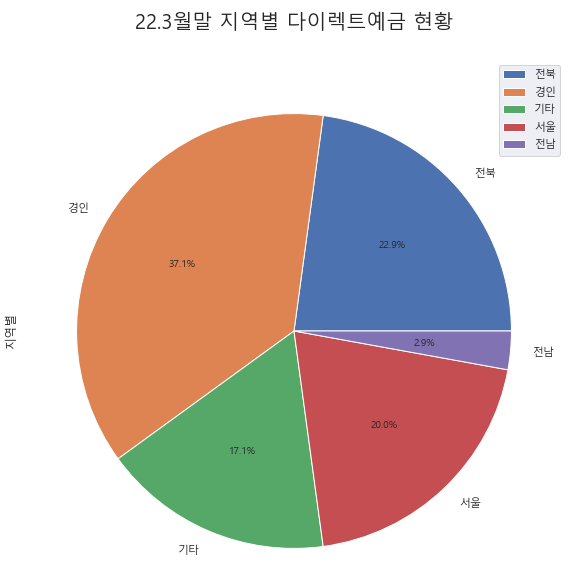 22.3월말 지역별 다이렉트예금 현황
전북
경인
기타
서울
전남
전북
경인
22.9%
37.1%
지역별
2.9%
전남
20.0%
17.1%
서울
기타